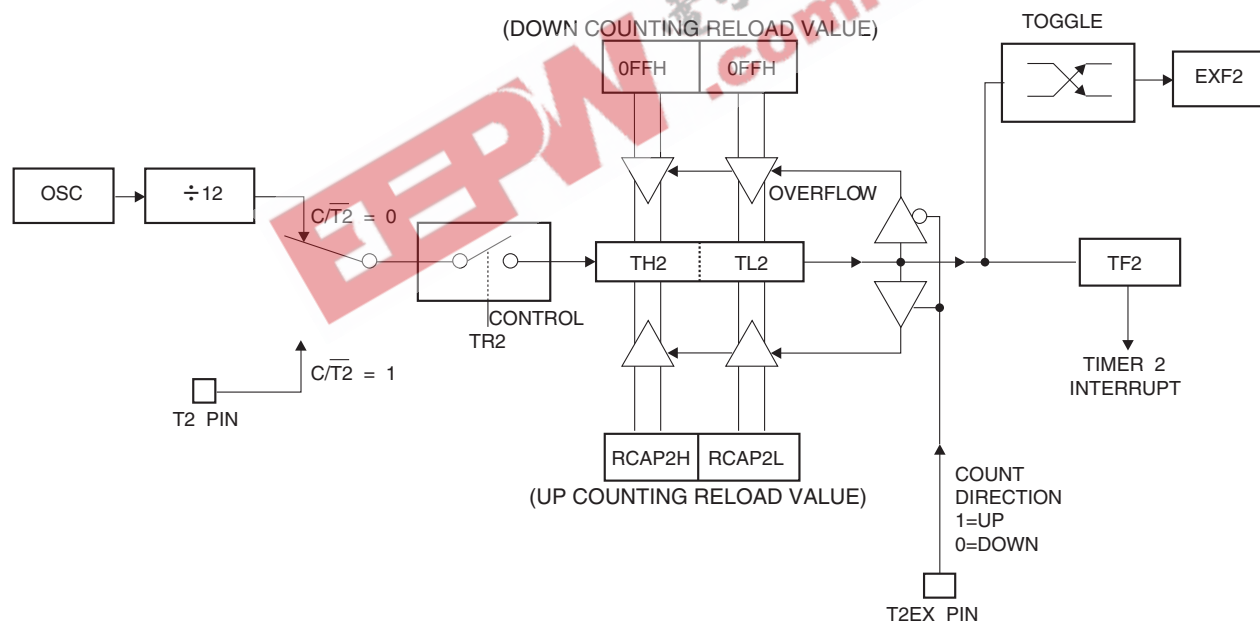 (DOWN COUNTING RELOAD VALUE)
TOGGLE
0FFH 0FFH
EXF2
OSC
÷12
OVERFLOW
C/T̅2̅ = 0
TH2 TL2
TF2
CONTROL
TR2
C/T̅2̅ = 1
TIMER 2
INTERRUPT
T2 PIN
RCAP2H RCAP2L
(UP COUNTING RELOAD VALUE)
COUNT
DIRECTION
1=UP
0=DOWN
T2EX PIN
EEPW
.com